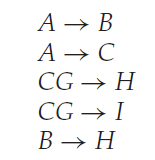 A → B
A → C
CG → H
CG → I
B → H